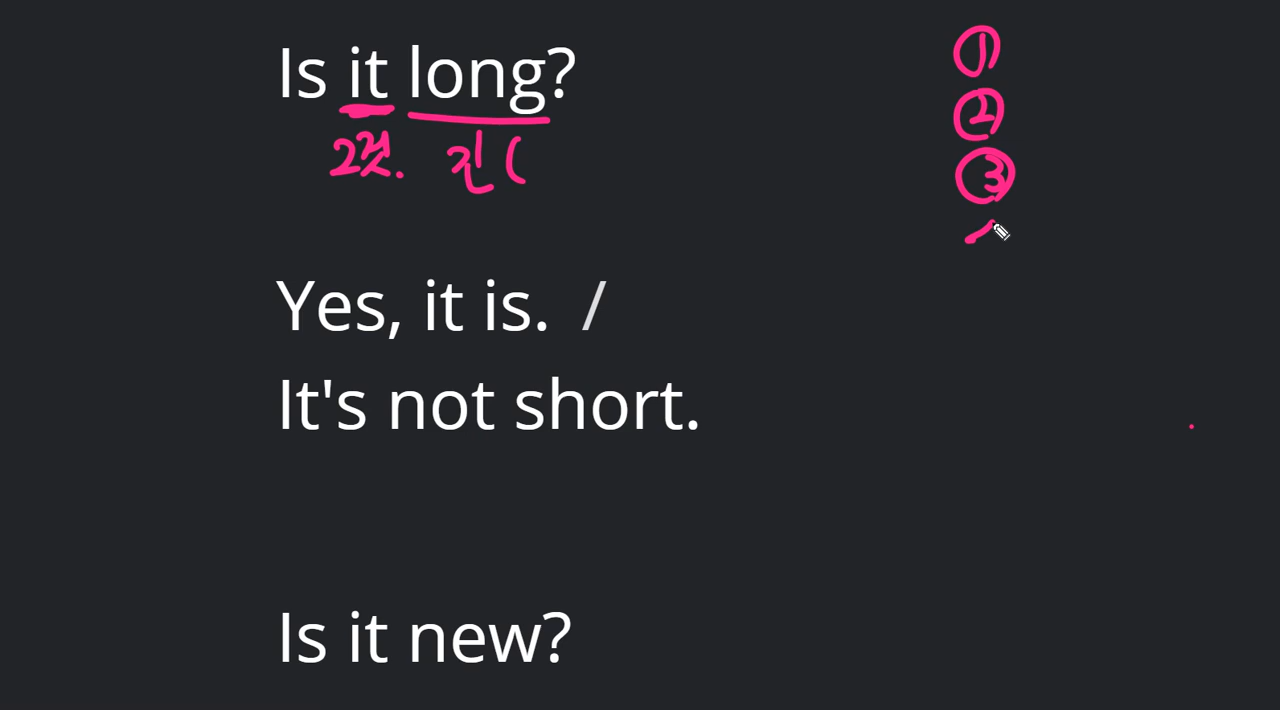 Is it long?
그것. 긴 (
Yes, it is. /
It's not short.
Is it new?
①
②
③